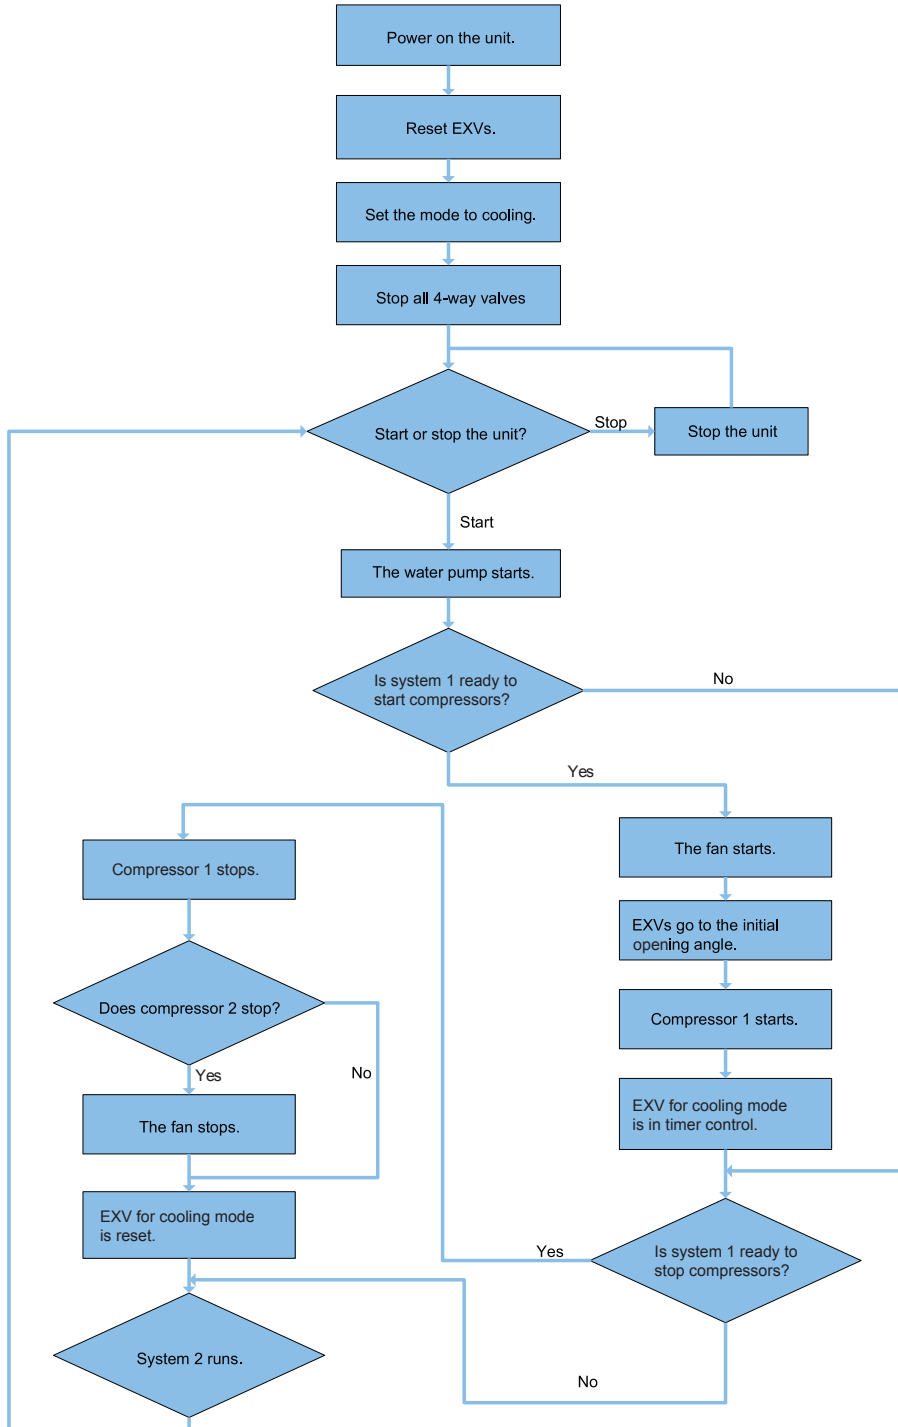 Power on the unit.
Reset EXVs.
Set the mode to cooling.
Stop all 4-way valves
Start or stop the unit?
Stop
Stop the unit
Start
The water pump starts.
Is system 1 ready to
start compressors?
No
Yes
The fan starts.
EXVs go to the initial
opening angle.
Compressor 1 starts.
EXV for cooling mode
is in timer control.
Is system 1 ready to
stop compressors?
Yes
Compressor 1 stops.
Does compressor 2 stop?
No
Yes
The fan stops.
EXV for cooling mode
is reset.
No
System 2 runs.